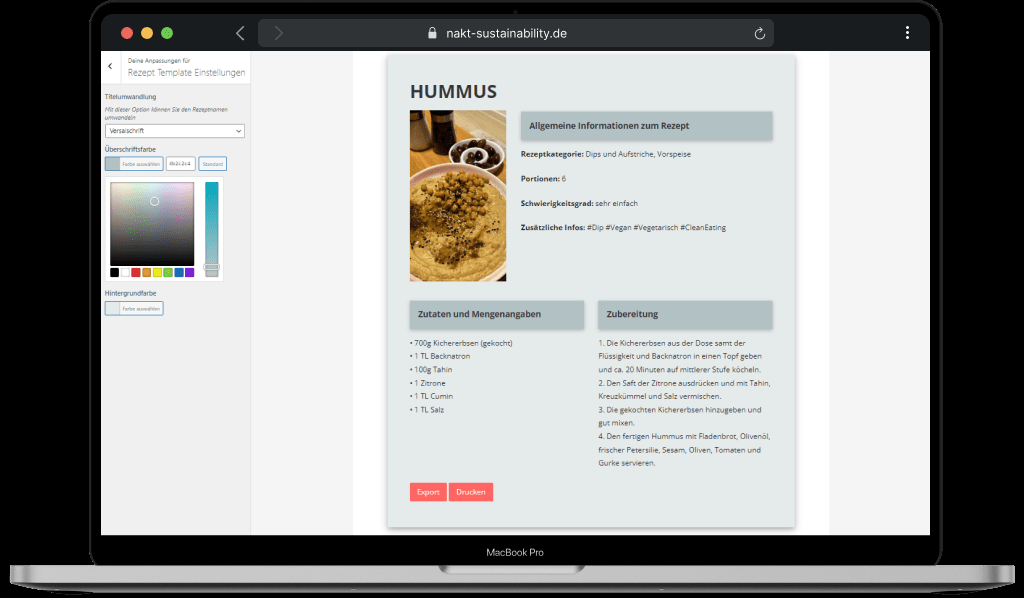 nakt-sustainability.de
Deine Anpassungen für
Rezept Template Einstellungen
Titelumwandlung
Mit dieser Option können Sie den Rezeptnamen
umwandeln
Versalschrift
Überschriftsfarbe
Farbe auswählen
#b2c2c4
Standard
Hintergrundfarbe
Farbe auswählen
HUMMUS
Allgemeine Informationen zum Rezept
Rezeptkategorie: Dips und Aufstriche, Vorspeise
Portionen: 6
Schwierigkeitsgrad: sehr einfach
Zusätzliche Infos: #Dip #Vegan #Vegetarisch #CleanEating
Zutaten und Mengenangaben
• 700g Kichererbsen (gekocht)
• 1 TL Backnatron
• 100g Tahin
• 1 Zitrone
• 1 TL Cumin
• 1 TL Salz
Zubereitung
1. Die Kichererbsen aus der Dose samt der
Flüssigkeit und Backnatron in einen Topf geben
und ca. 20 Minuten auf mittlerer Stufe köcheln.
2. Den Saft der Zitrone ausdrücken und mit Tahin,
Kreuzkümmel und Salz vermischen.
3. Die gekochten Kichererbsen hinzugeben und
gut mixen.
4. Den fertigen Hummus mit Fladenbrot, Olivenöl,
frischer Petersilie, Sesam, Oliven, Tomaten und
Gurke servieren.
Export
Drucken
MacBook Pro